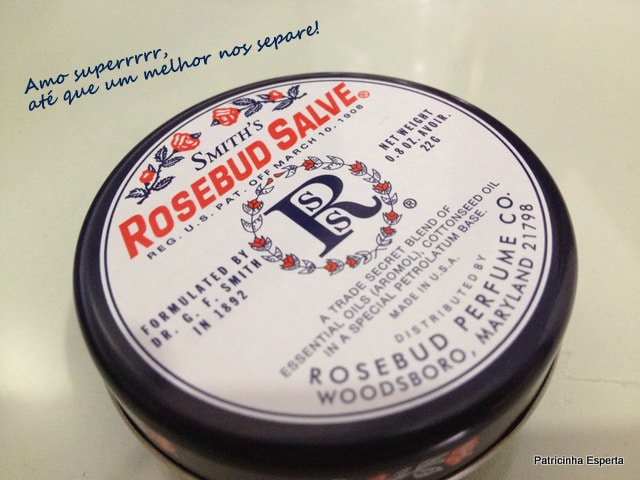 Amo superrrrr,
até que um melhor nos separe!
SMITH'S
ROSEBUD SALVE®
REG. U.S. PAT. OFF MARCH 10, 1908
NET WEIGHT
0.8 OZ. AVOIR.
22G
RSS®
FORMULATED BY
DR. G. F. SMITH
IN 1892
A TRADE SECRET BLEND OF
ESSENTIAL OILS (AROMOL), COTTONSEED OIL
IN A SPECIAL PETROLATUM BASE.
MADE IN U.S.A.
DISTRIBUTED BY
ROSEBUD PERFUME CO.
WOODSBORO, MARYLAND 21798
Patricinha Esperta